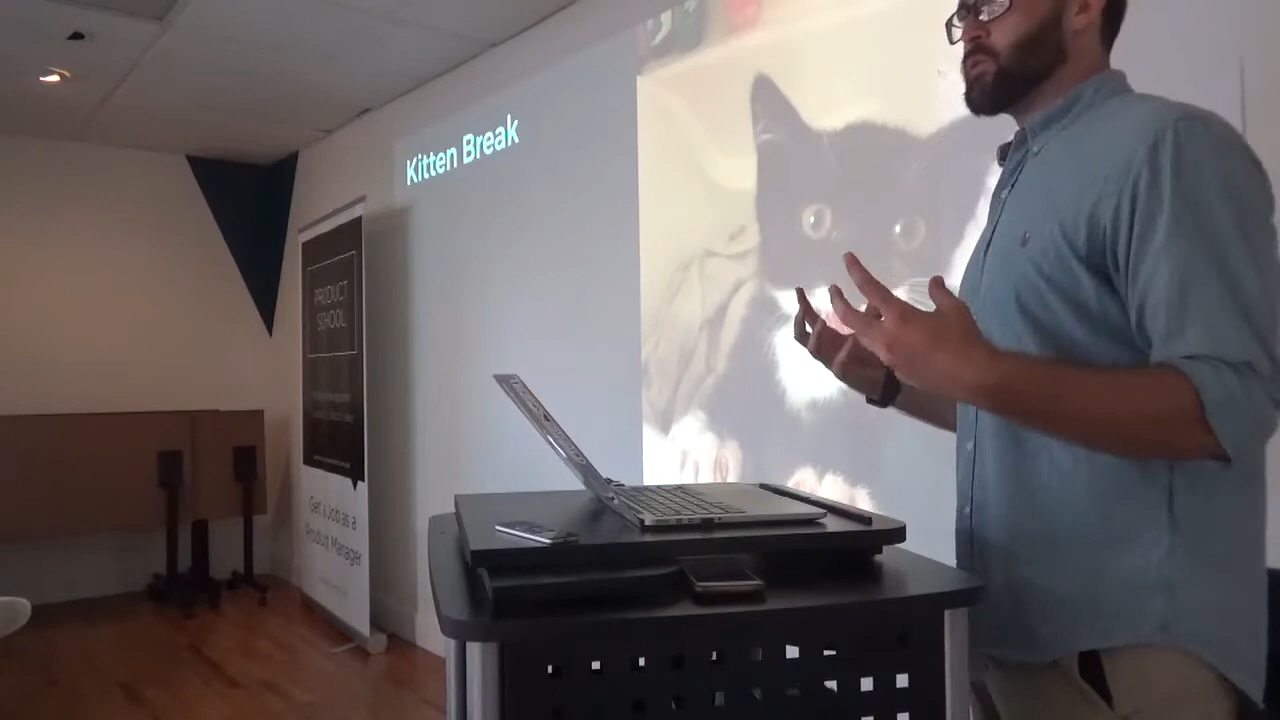 Kitten Break
PRODUCT
SCHOOL
Get a Job as a
Product Manager